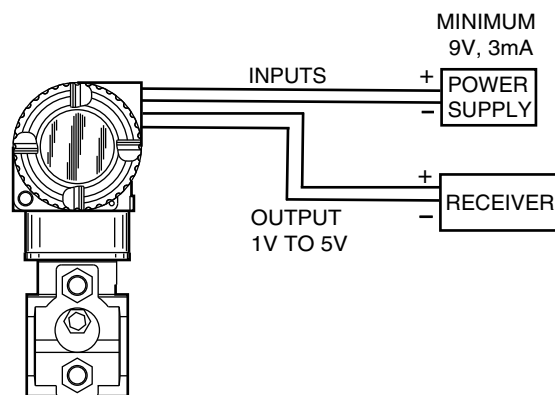 MINIMUM
9V, 3mA
INPUTS
+
POWER
SUPPLY
−
+
RECEIVER
−
OUTPUT
1V TO 5V